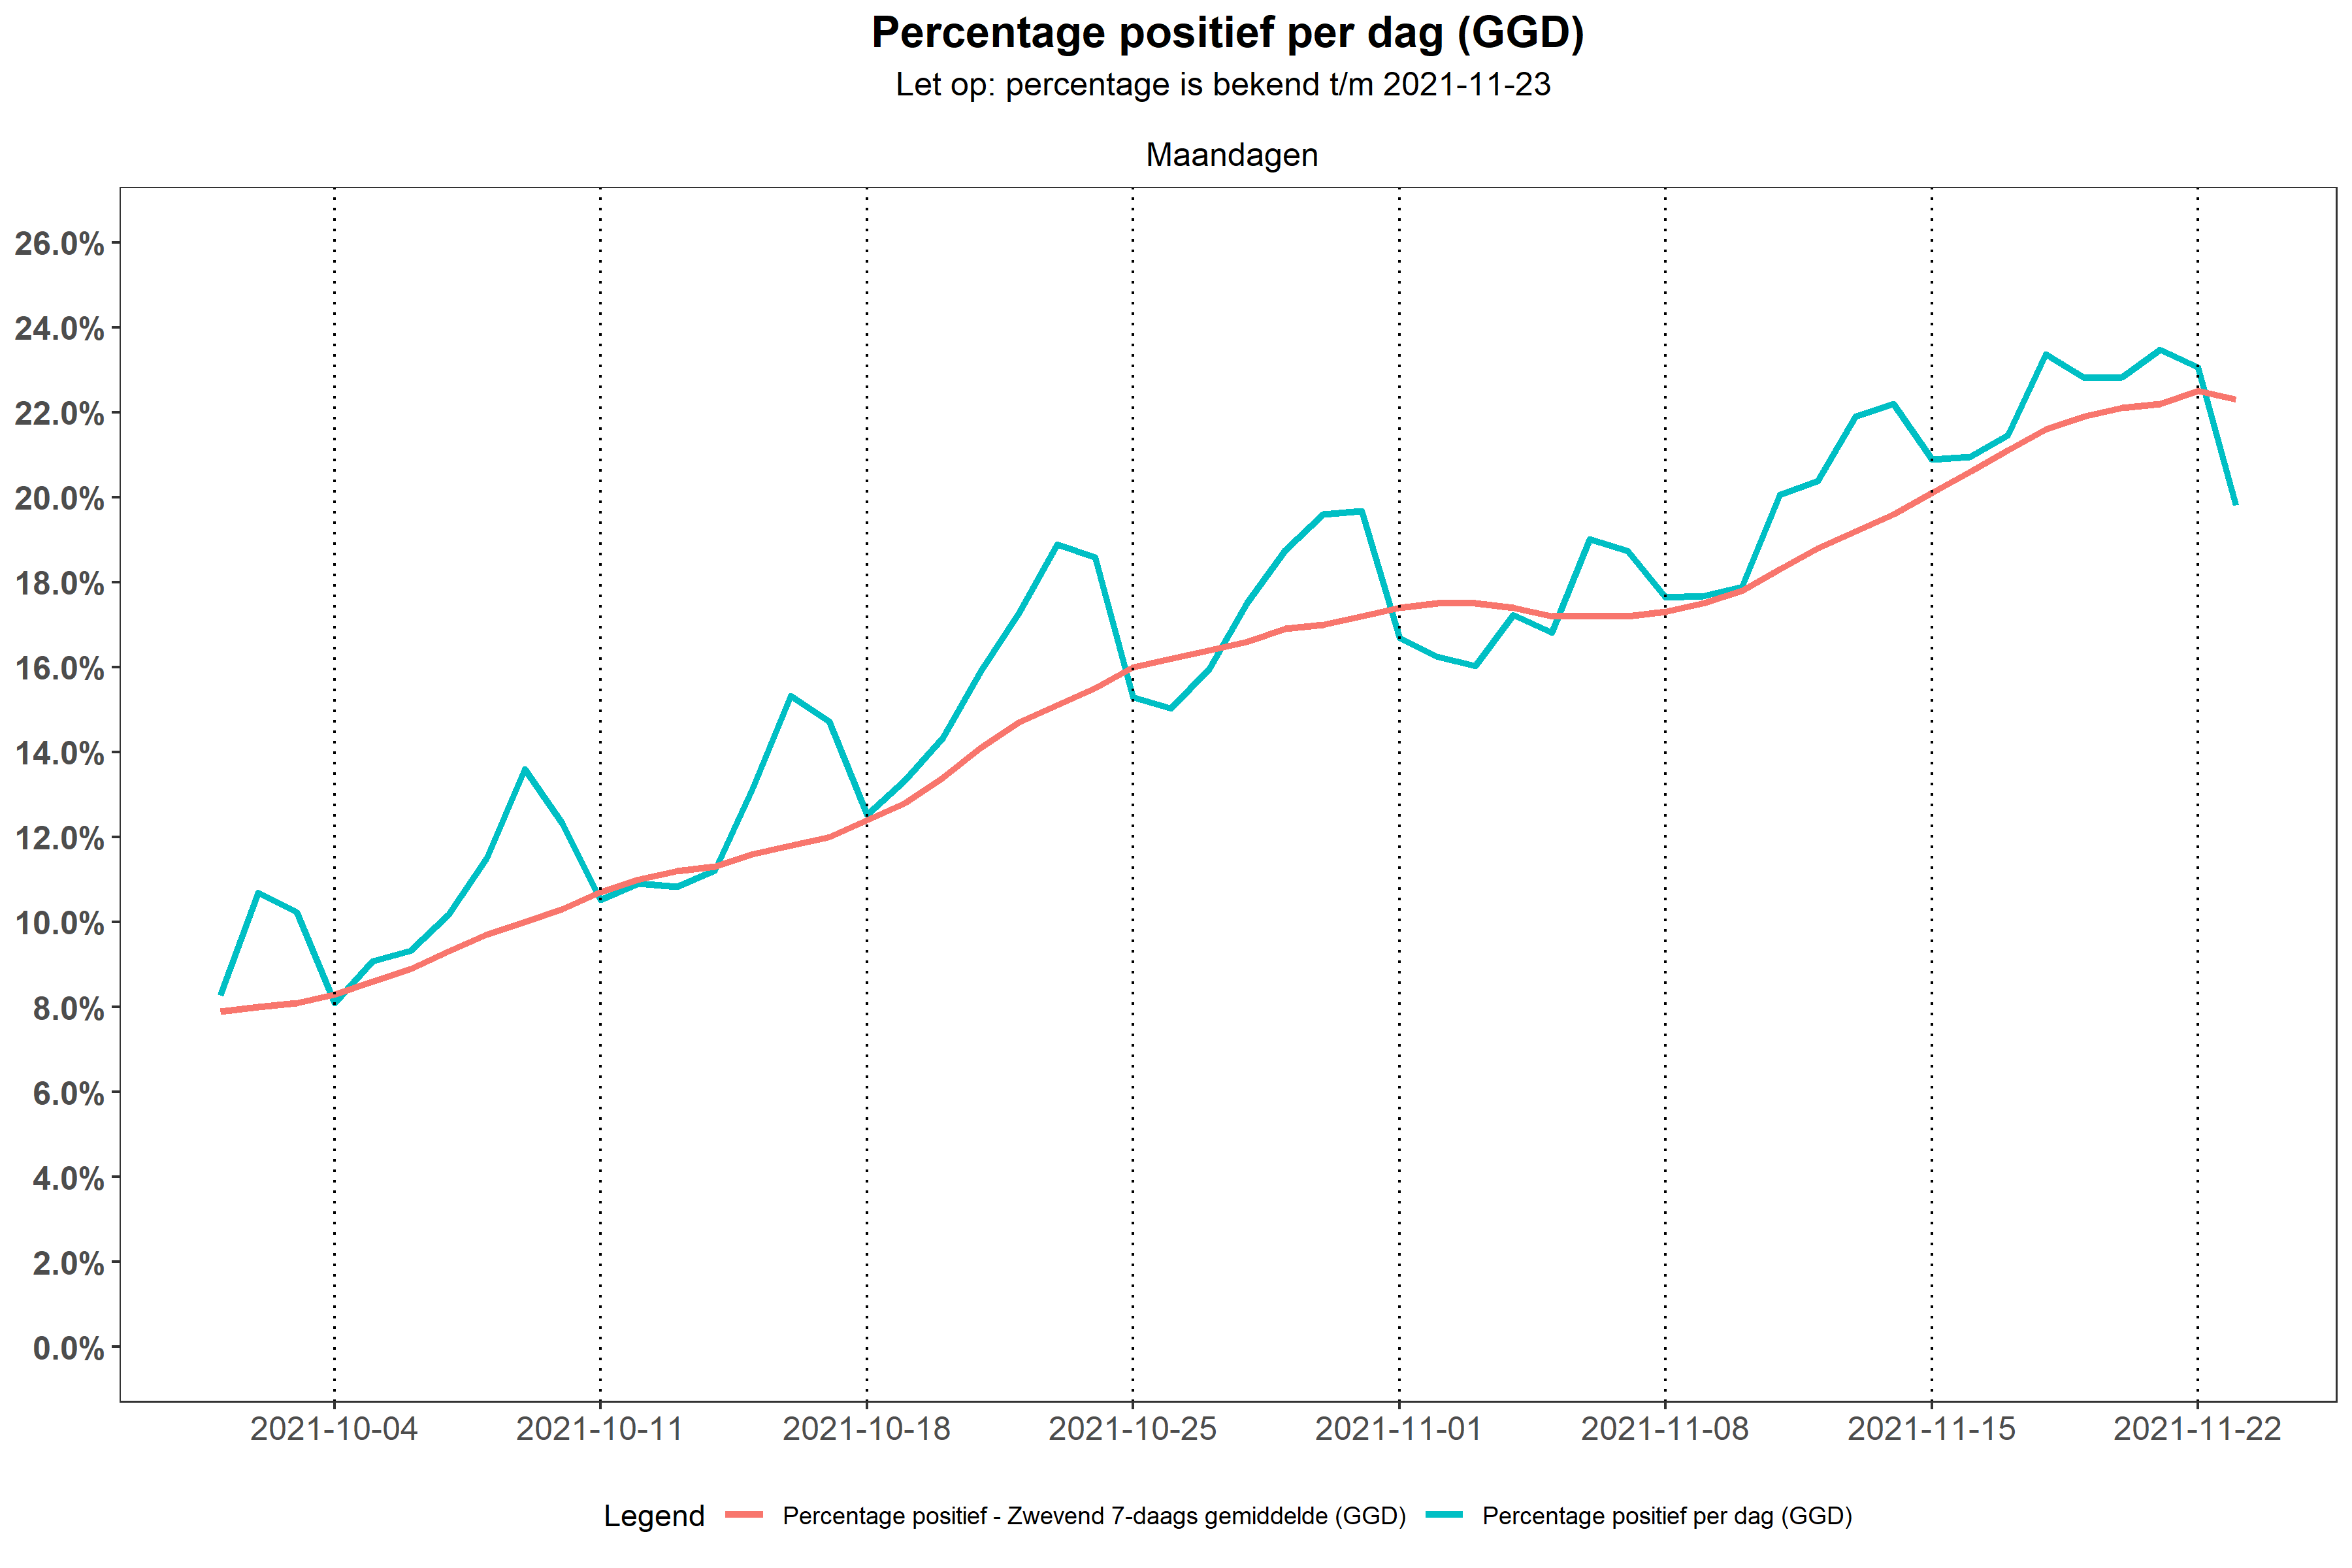 Percentage positief per dag (GGD)
Let op: percentage is bekend t/m 2021-11-23
Maandagen
26.0%
24.0%
22.0%
20.0%
18.0%
16.0%
14.0%
12.0%
10.0%
8.0%
6.0%
4.0%
2.0%
0.0%
2021-10-04 2021-10-11 2021-10-18 2021-10-25 2021-11-01 2021-11-08 2021-11-15 2021-11-22
Legend Percentage positief - Zwevend 7-daags gemiddelde (GGD) Percentage positief per dag (GGD)